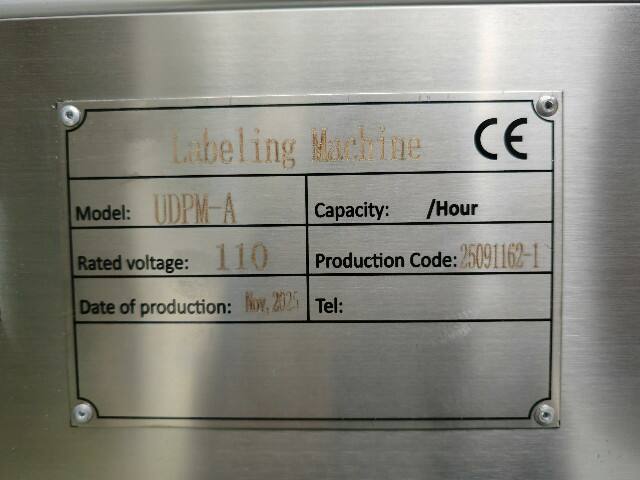 Labeling Machine CE
Model: UDPM-A Capacity: /Hour
Rated voltage: 110 Production Code: 25091162-1
Date of production: Nov,2025 Tel: